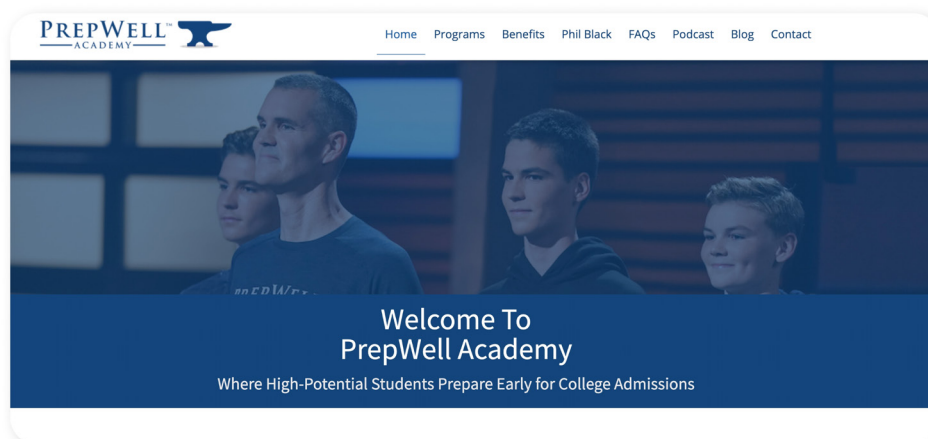 PREPWELL™
ACADEMY
Home Programs Benefits Phil Black FAQs Podcast Blog Contact
PREPWELL
Welcome To
PrepWell Academy
Where High-Potential Students Prepare Early for College Admissions